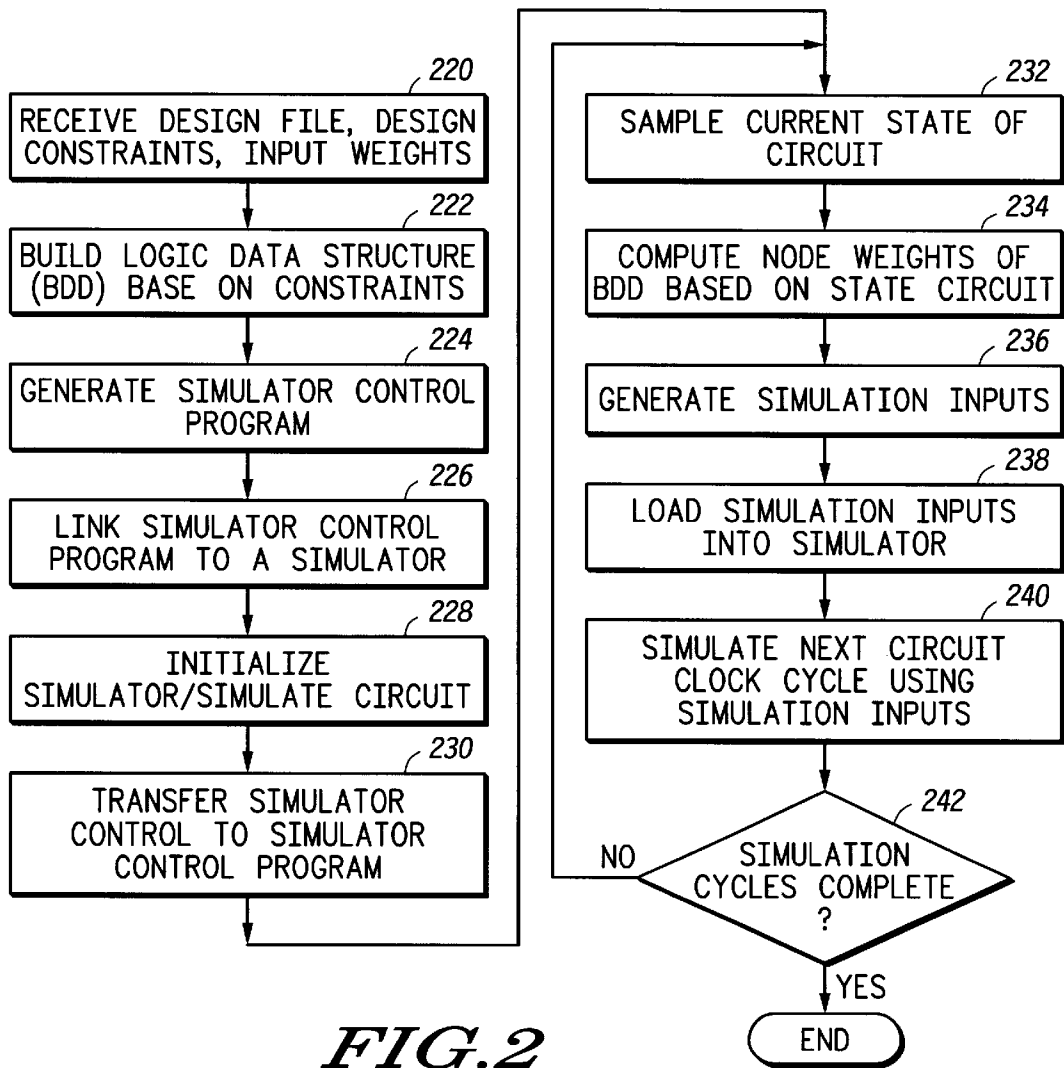 220
RECEIVE DESIGN FILE, DESIGN
CONSTRAINTS, INPUT WEIGHTS
222
BUILD LOGIC DATA STRUCTURE
(BDD) BASE ON CONSTRAINTS
224
GENERATE SIMULATOR CONTROL
PROGRAM
226
LINK SIMULATOR CONTROL
PROGRAM TO A SIMULATOR
228
INITIALIZE
SIMULATOR/SIMULATE CIRCUIT
230
TRANSFER SIMULATOR
CONTROL TO SIMULATOR
CONTROL PROGRAM
232
SAMPLE CURRENT STATE OF
CIRCUIT
234
COMPUTE NODE WEIGHTS OF
BDD BASED ON STATE CIRCUIT
236
GENERATE SIMULATION INPUTS
238
LOAD SIMULATION INPUTS
INTO SIMULATOR
240
SIMULATE NEXT CIRCUIT
CLOCK CYCLE USING
SIMULATION INPUTS
242
NO
SIMULATION
CYCLES COMPLETE
?
YES
END
FIG.2